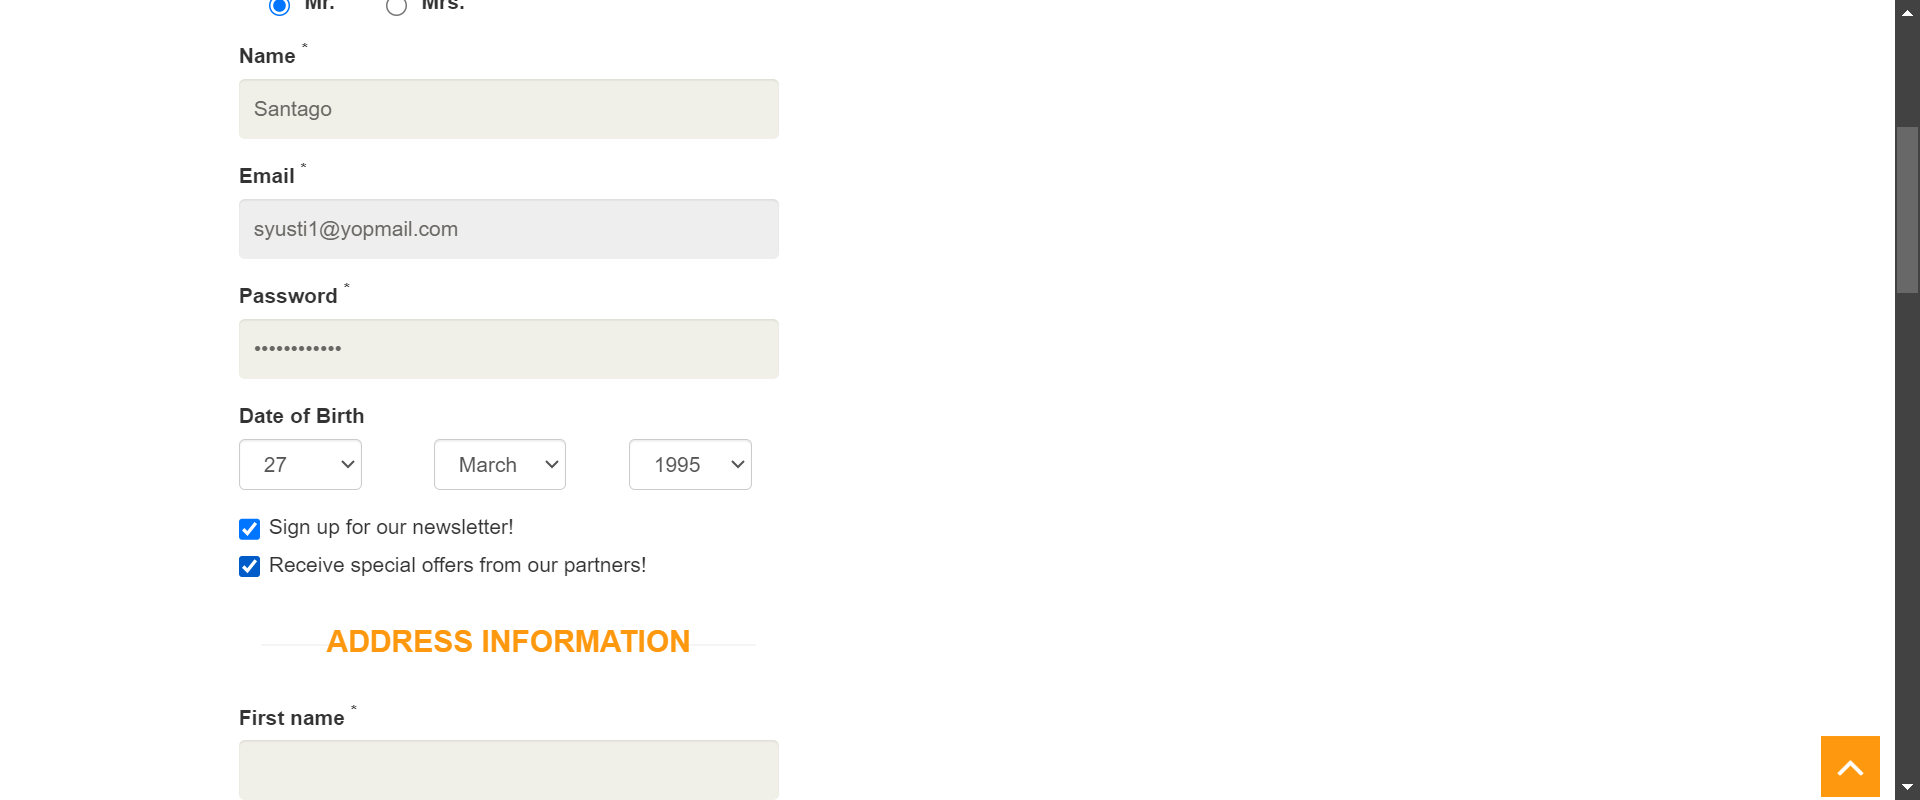 Mr. Mrs.
Name *
Santago
Email *
syusti1@yopmail.com
Password *
••••••••••••
Date of Birth
27 March 1995
Sign up for our newsletter!
Receive special offers from our partners!
ADDRESS INFORMATION
First name *